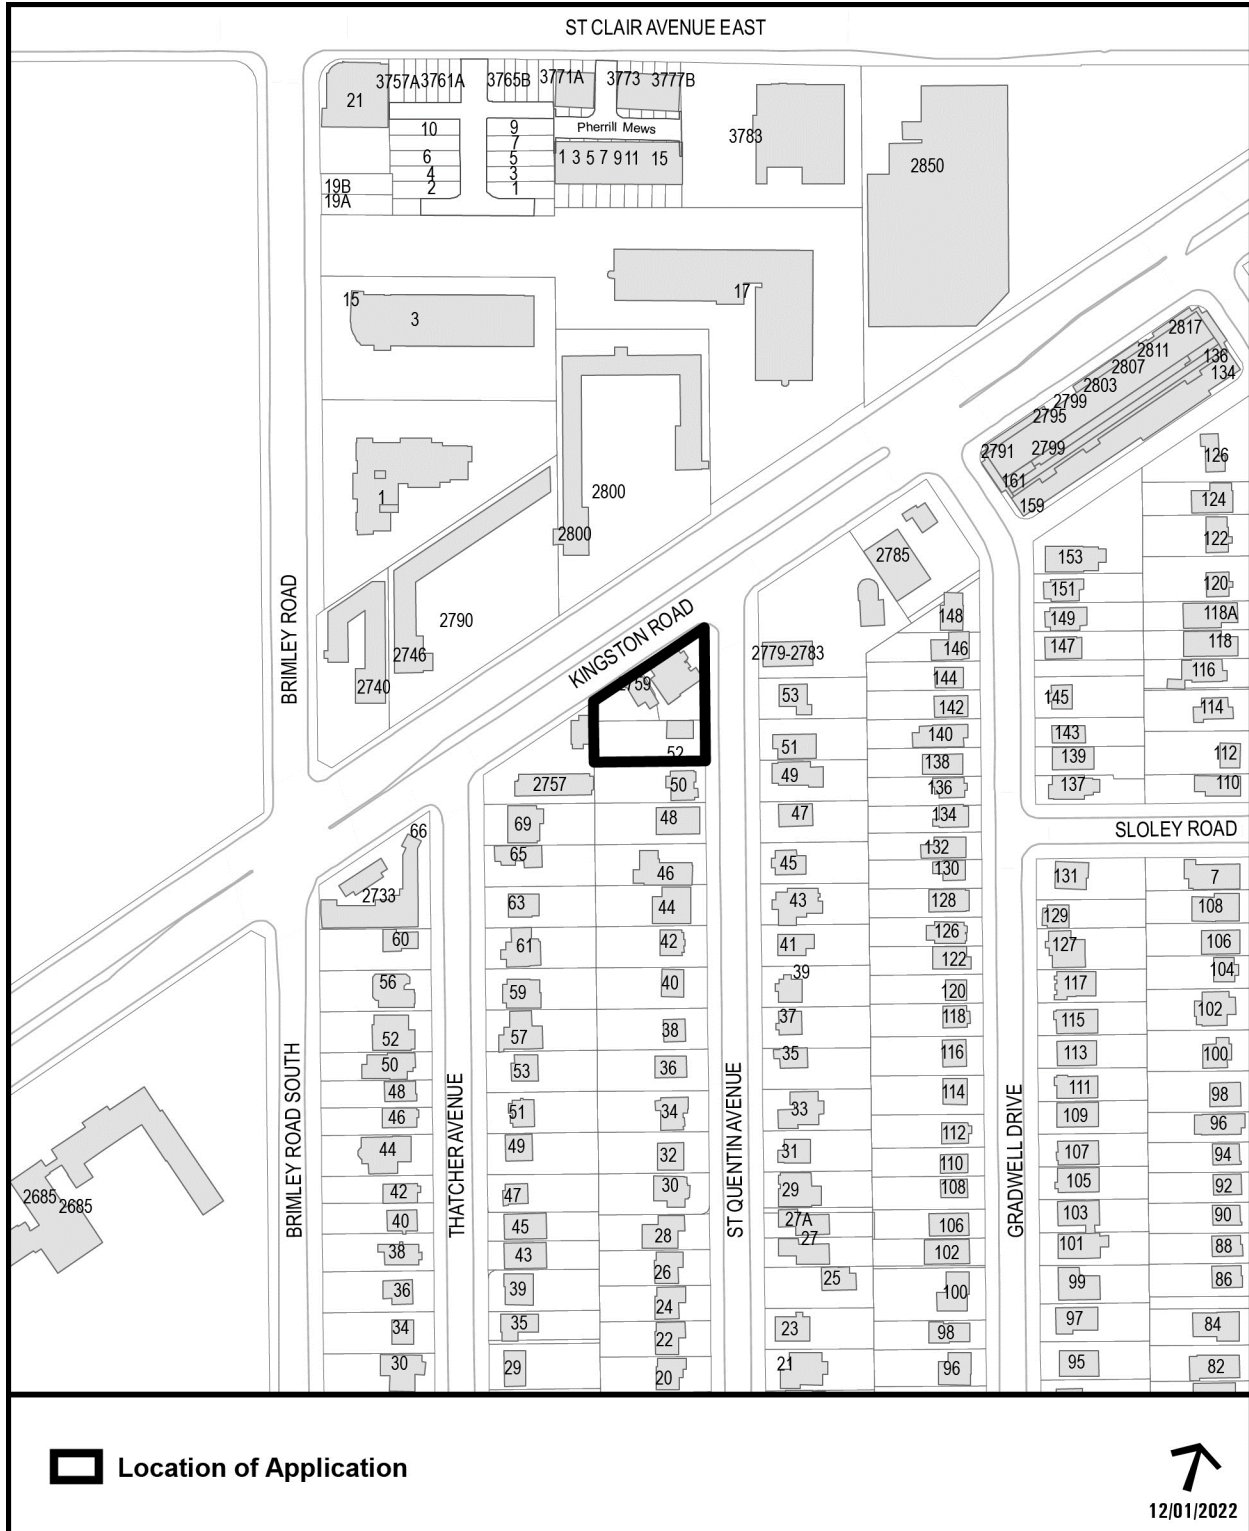 ST CLAIR AVENUE EAST
3757A 3761A 3765B 3771A 3773 3777B
21
10 9 Pherrill Mews
3783
7
6 5 1 3 5 7 9 11 15
2850
4 3
19B 2 1
19A
17
15
3
2817
2811 136
2807 134
2803
2799
2795
2791 2799
126
161
1 2800 124
159
2800 122
2785
153
BRIMLEY ROAD
151 120
148 149 118A
2790
KINGSTON ROAD
146 147 118
2746 2779-2783
116
2740
144
53 145
142 114
143
140
51 139 112
52
138
49
2757 50 136 137 110
69 48 47 134
66
SLOLEY ROAD
65 132
45 130
46 131 7
2733
63 44 43 128 108
129
60 61 42 41 126 127 106
122 104
39
56 59 40 120 117
37 118 102
52 57 38 115
35 116 113 100
50 53 36
48 114 111 98
46 51 34 33 109 96
112
44 49 32 31 107 94
110
42 47 30 29 108 105 92
2685 2685
40 45 27A 106 103 90
28 27
38 43 102 101 88
26 25
36 39 100 99 86
24
34 35 22 23 98 97 84
30 29 20 21 96 95 82
BRIMLEY ROAD SOUTH
THATCHER AVENUE
ST QUENTIN AVENUE
GRADWELL DRIVE
Location of Application
12/01/2022